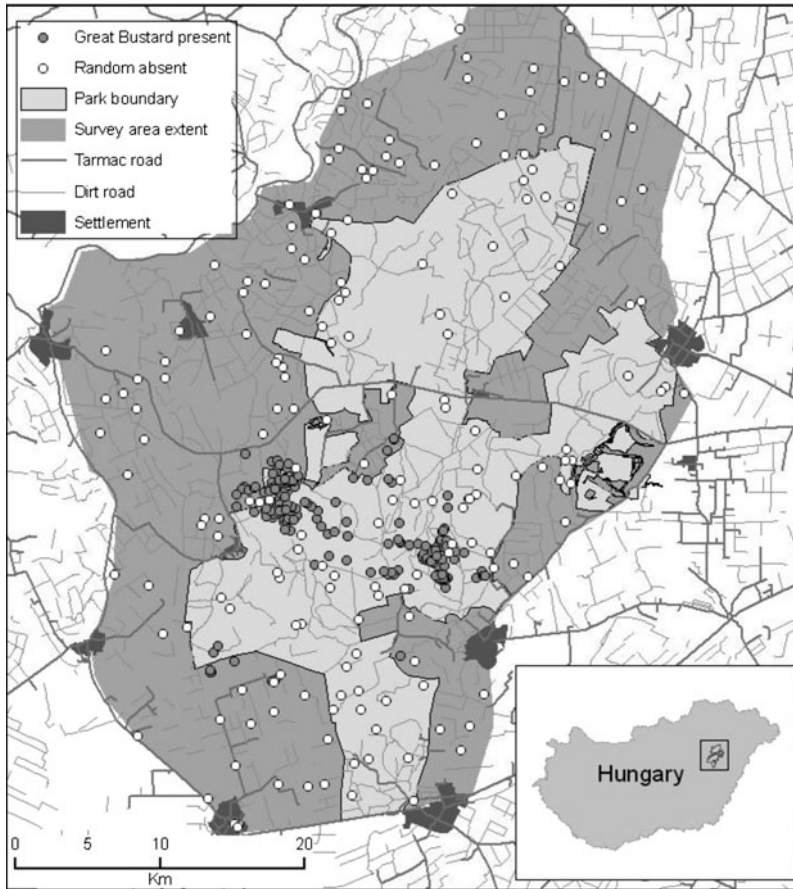 Great Bustard present
Random absent
Park boundary
Survey area extent
Tarmac road
Dirt road
Settlement
Hungary
0 5 10 20
Km